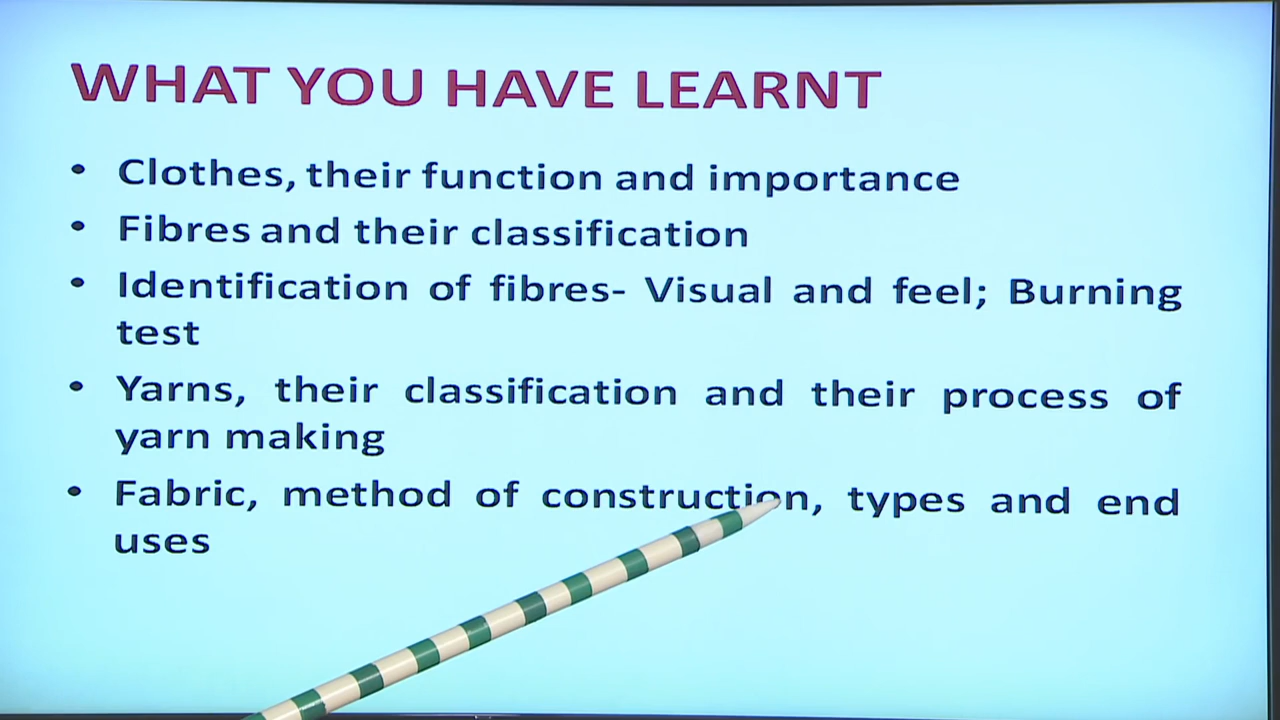 WHAT YOU HAVE LEARNT
• Clothes, their function and importance
• Fibres and their classification
• Identification of fibres- Visual and feel; Burning
test
• Yarns, their classification and their process of
yarn making
• Fabric, method of construction, types and end
uses